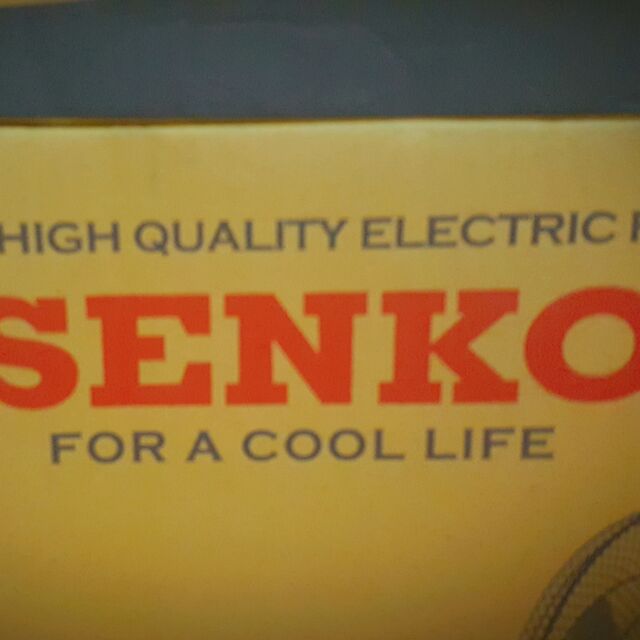 HIGH QUALITY ELECTRIC
SENKO
FOR A COOL LIFE